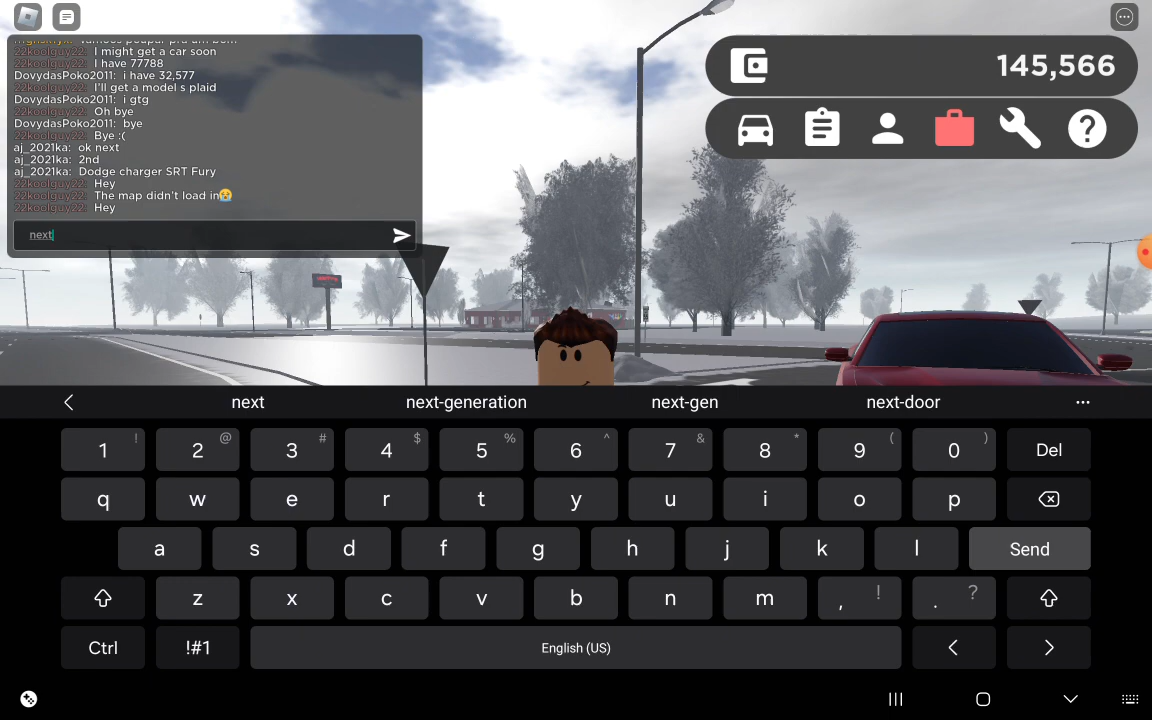 22koolguy22: I might get a car soon
22koolguy22: I have 77788
DovydasPoko2011: i have 32,577
22koolguy22: I'll get a model s plaid
DovydasPoko2011: i gtg
22koolguy22: Oh bye
DovydasPoko2011: bye
22koolguy22: Bye :(
aj_2021ka: ok next
aj_2021ka: 2nd
aj_2021ka: Dodge charger SRT Fury
22koolguy22: Hey
22koolguy22: The map didn't load in😭
22koolguy22: Hey
next
145,566
next next-generation next-gen next-door ...
1 ! 2 @ 3 # 4 $ 5 % 6 ^ 7 & 8 * 9 ( 0 ) Del
q w e r t y u i o p
a s d f g h j k l Send
z x c v b n m , ! . ?
Ctrl !#1 English (US) < >